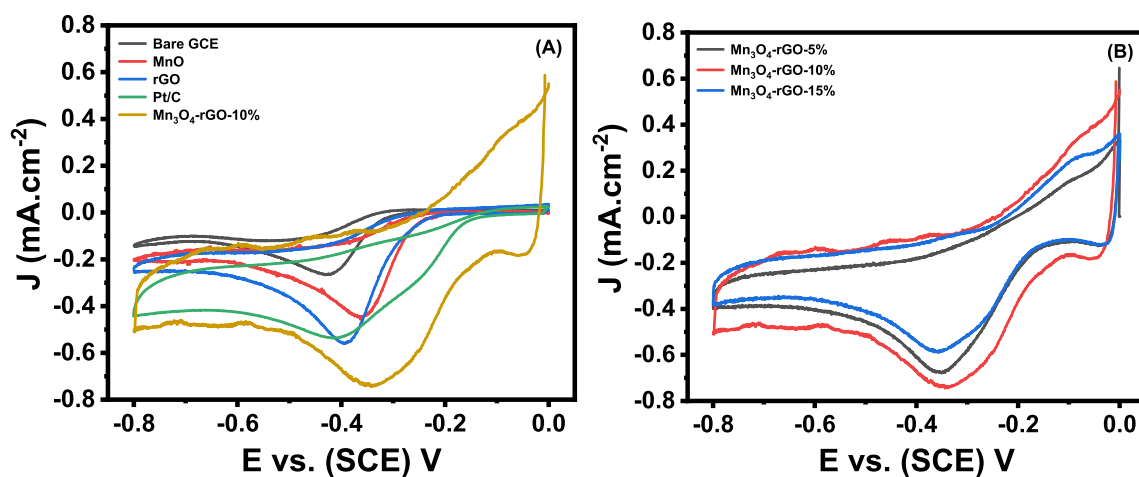 (A)
Bare GCE
MnO
rGO
Pt/C
Mn₃O₄-rGO-10%
0.8
0.6
0.4
0.2
0.0
-0.2
-0.4
-0.6
-0.8
J (mA.cm⁻²)
-0.8
-0.6
-0.4
-0.2
0.0
E vs. (SCE) V
(B)
Mn₃O₄-rGO-5%
Mn₃O₄-rGO-10%
Mn₃O₄-rGO-15%
0.8
0.6
0.4
0.2
0.0
-0.2
-0.4
-0.6
-0.8
J (mA.cm⁻²)
-0.8
-0.6
-0.4
-0.2
0.0
E vs. (SCE) V